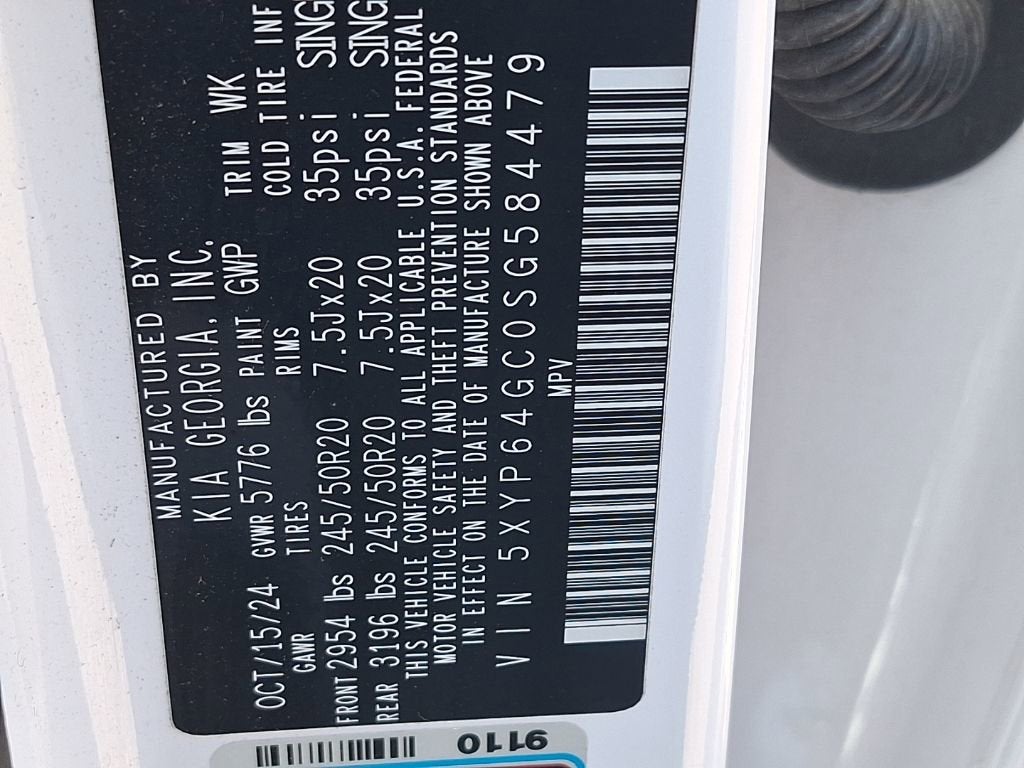 MANUFACTURED BY
KIA GEORGIA, INC.
OCT/15/24 GVWR 5776 lbs PAINT GWP TRIM WK
GAWR TIRES RIMS COLD TIRE INF
FRONT 2954 lbs 245/50R20 7.5Jx20 35psi SING
REAR 3196 lbs 245/50R20 7.5Jx20 35psi SING
THIS VEHICLE CONFORMS TO ALL APPLICABLE U.S.A. FEDERAL
MOTOR VEHICLE SAFETY AND THEFT PREVENTION STANDARDS
IN EFFECT ON THE DATE OF MANUFACTURE SHOWN ABOVE
VIN 5XYP64GC0SG584479
MPV
9110